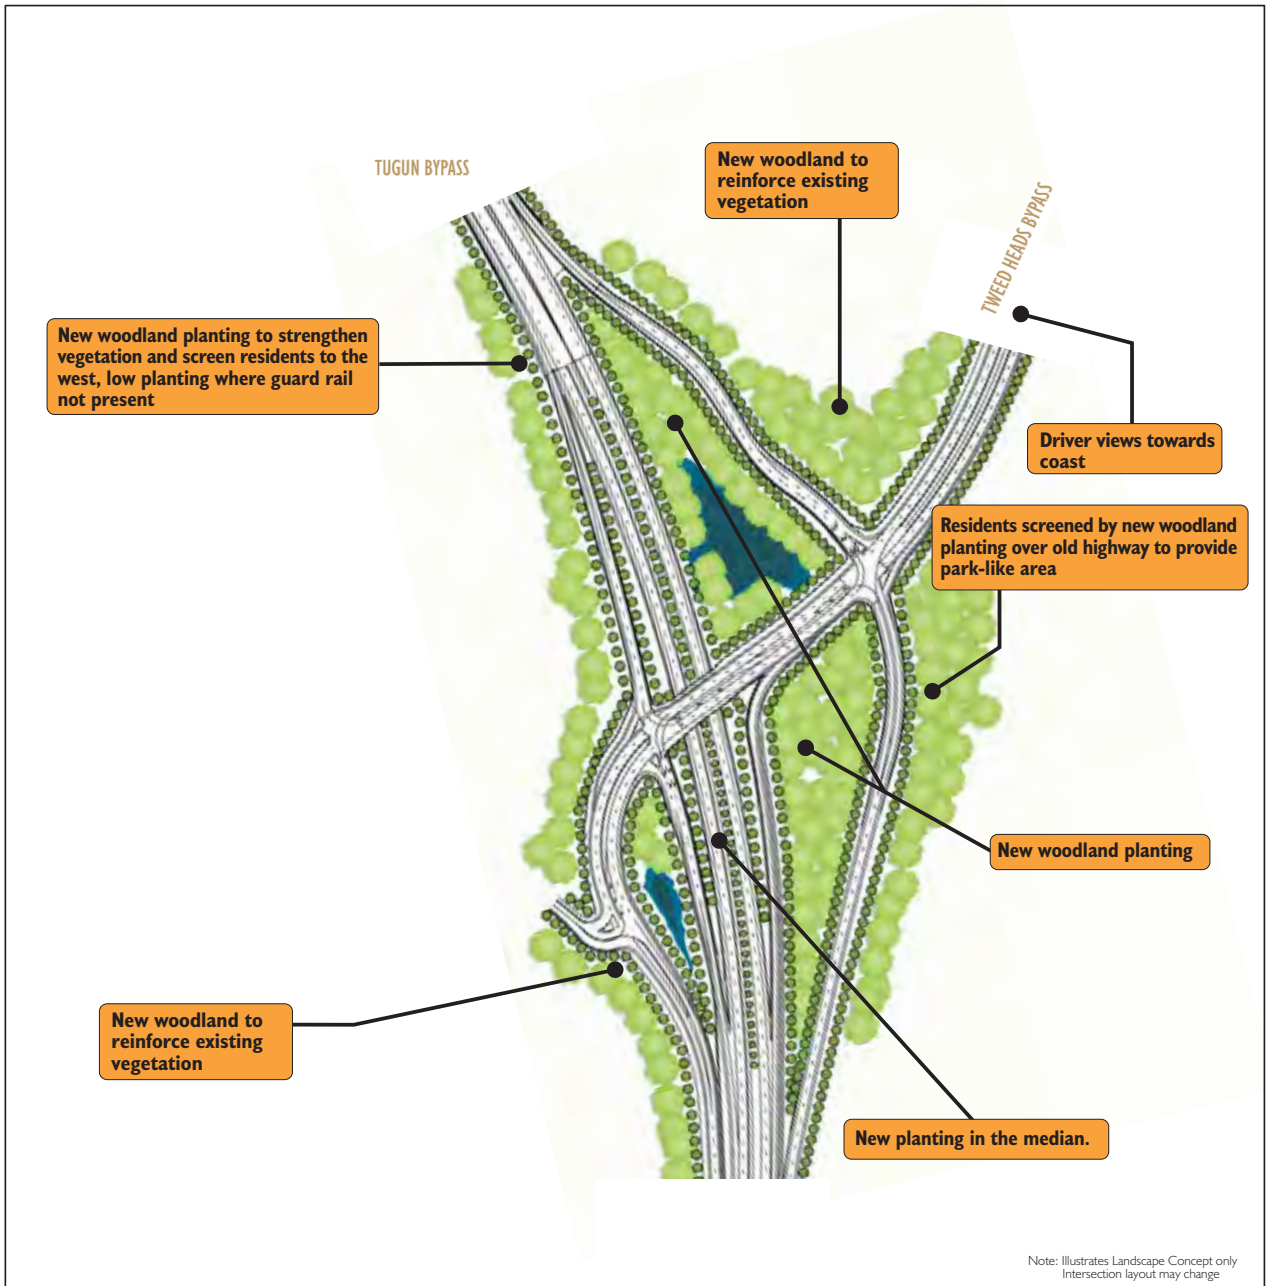 TUGUN BYPASS
New woodland to
reinforce existing
vegetation
TWEED HEADS BYPASS
New woodland planting to strengthen
vegetation and screen residents to the
west, low planting where guard rail
not present
Driver views towards
coast
Residents screened by new woodland
planting over old highway to provide
park-like area
New woodland planting
New woodland to
reinforce existing
vegetation
New planting in the median.
Note: Illustrates Landscape Concept only
Intersection layout may change